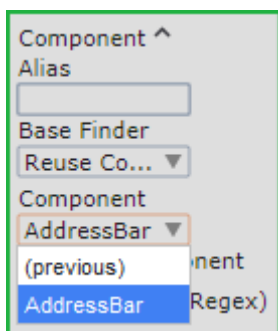 Component ^
Alias
Base Finder
Reuse Co... ▼
Component
AddressBar ▼
(previous) nent
AddressBar Regex)